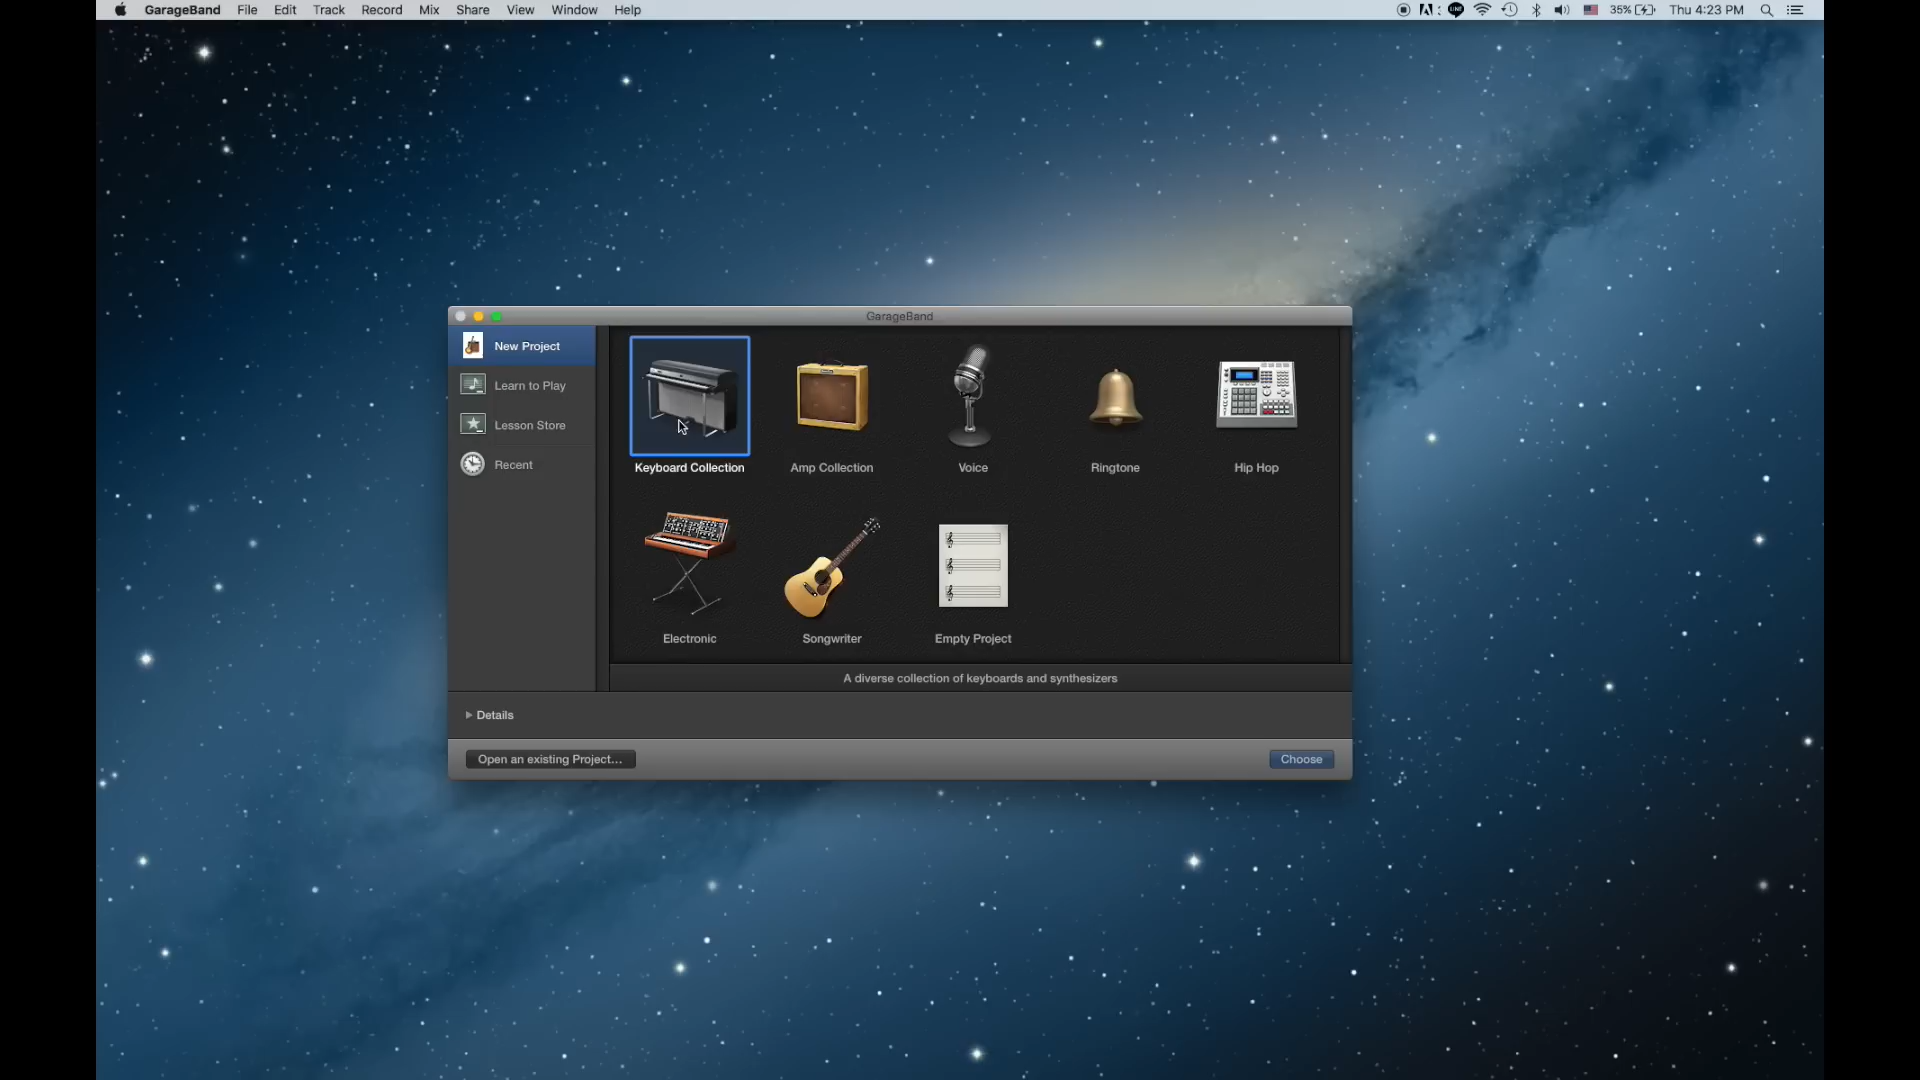 GarageBand File Edit Track Record Mix Share View Window Help
LINE 35% Thu 4:23 PM
GarageBand
New Project
Learn to Play
Lesson Store
Recent
Keyboard Collection Amp Collection Voice Ringtone Hip Hop
Electronic Songwriter Empty Project
A diverse collection of keyboards and synthesizers
Details
Open an existing Project... Choose